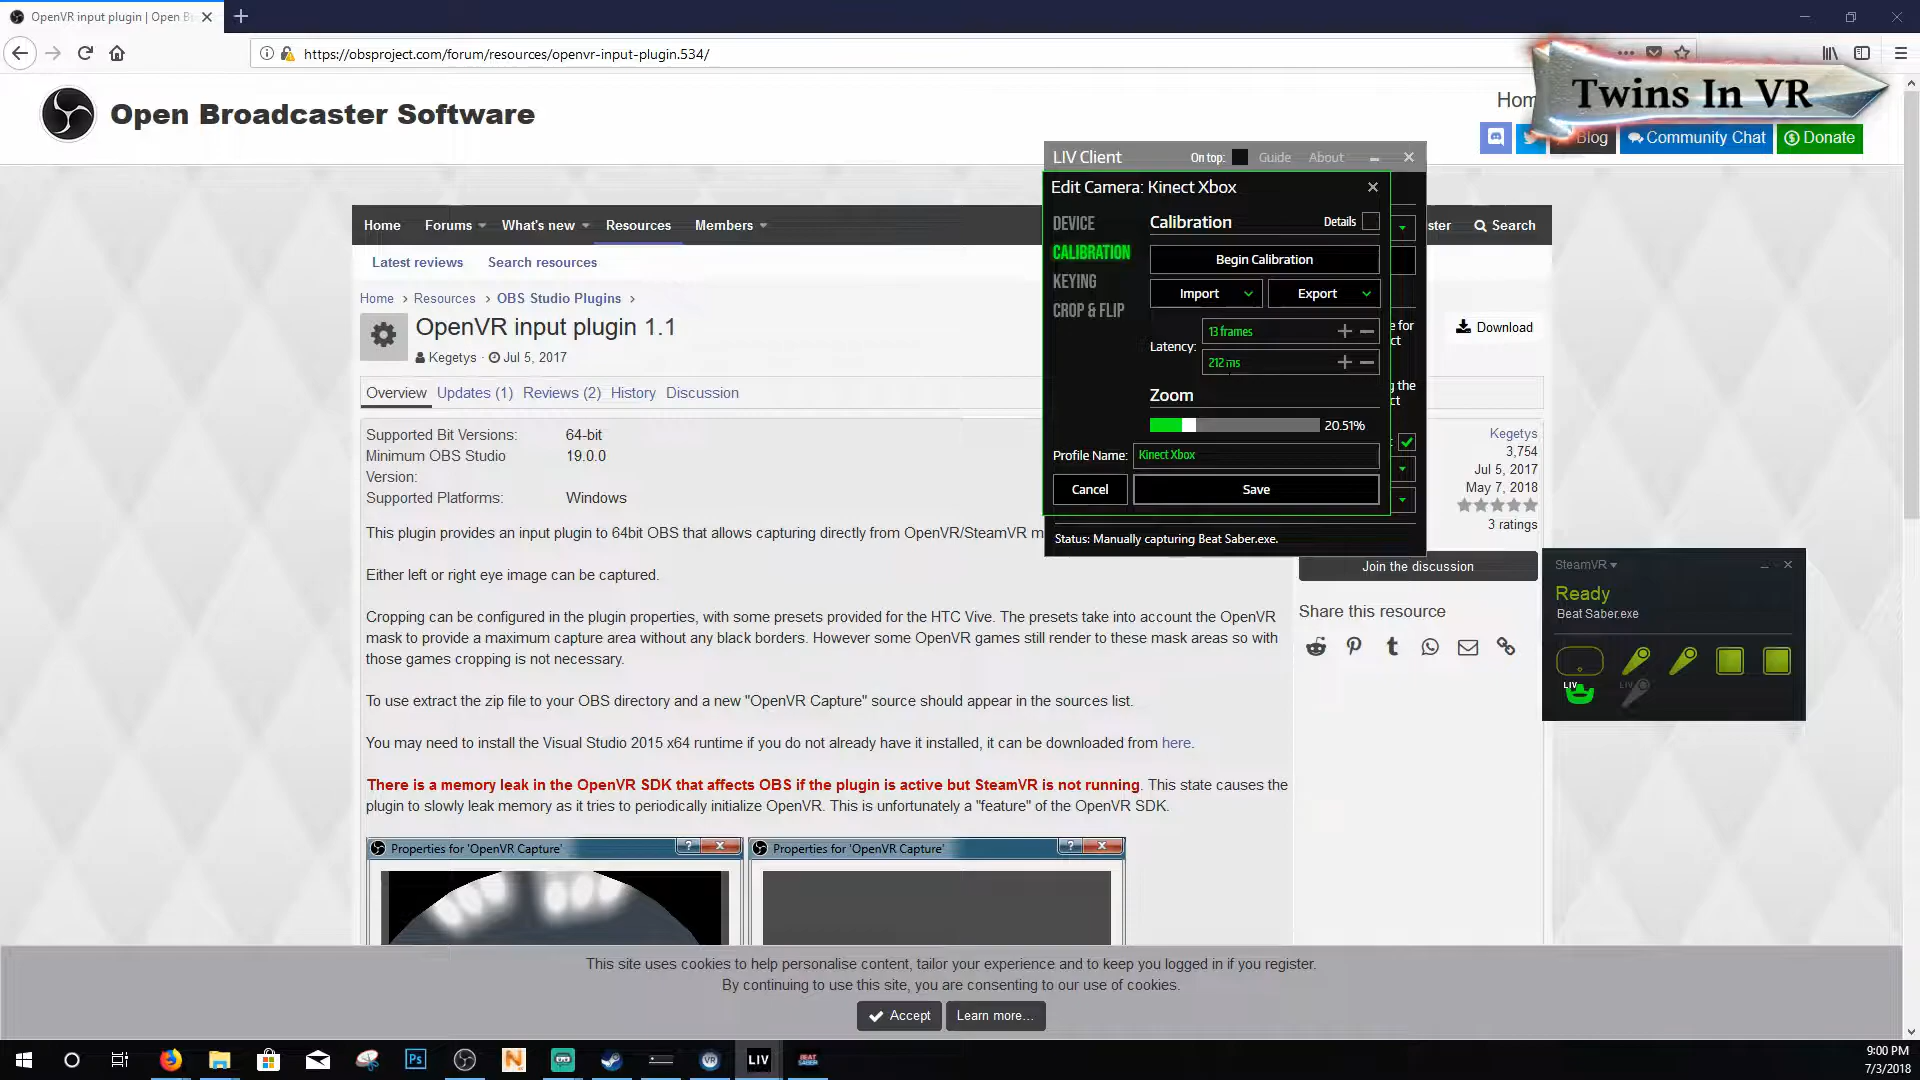 OpenVR input plugin | Open Br
https://obsproject.com/forum/resources/openvr-input-plugin.534/
Twins In VR
Open Broadcaster Software
Blog
Community Chat
Donate
Home
Forums
What's new
Resources
Members
Search
Latest reviews
Search resources
Home > Resources > OBS Studio Plugins >
OpenVR input plugin 1.1
Kegetys · Jul 5, 2017
Download
Overview
Updates (1)
Reviews (2)
History
Discussion
Supported Bit Versions: 64-bit
Minimum OBS Studio 19.0.0
Version:
Supported Platforms: Windows
This plugin provides an input plugin to 64bit OBS that allows capturing directly from OpenVR/SteamVR m
Either left or right eye image can be captured.
Cropping can be configured in the plugin properties, with some presets provided for the HTC Vive. The presets take into account the OpenVR
mask to provide a maximum capture area without any black borders. However some OpenVR games still render to these mask areas so with
those games cropping is not necessary.
To use extract the zip file to your OBS directory and a new "OpenVR Capture" source should appear in the sources list.
You may need to install the Visual Studio 2015 x64 runtime if you do not already have it installed, it can be downloaded from here.
There is a memory leak in the OpenVR SDK that affects OBS if the plugin is active but SteamVR is not running. This state causes the
plugin to slowly leak memory as it tries to periodically initialize OpenVR. This is unfortunately a "feature" of the OpenVR SDK.
Properties for 'OpenVR Capture'
Properties for 'OpenVR Capture'
LIV Client
On top:
Guide
About
Edit Camera: Kinect Xbox
DEVICE
CALIBRATION
KEYING
CROP & FLIP
Calibration
Details
Begin Calibration
Import
Export
Latency:
13 frames
212 ms
Zoom
20.51%
Profile Name:
Kinect Xbox
Cancel
Save
Status: Manually capturing Beat Saber.exe.
Kegetys
3,754
Jul 5, 2017
May 7, 2018
3 ratings
Join the discussion
Share this resource
SteamVR
Ready
Beat Saber.exe
LIV
LIV
This site uses cookies to help personalise content, tailor your experience and to keep you logged in if you register.
By continuing to use this site, you are consenting to our use of cookies.
Accept
Learn more…
Ps
VR
LIV
BEAT
SABER
9:00 PM
7/3/2018